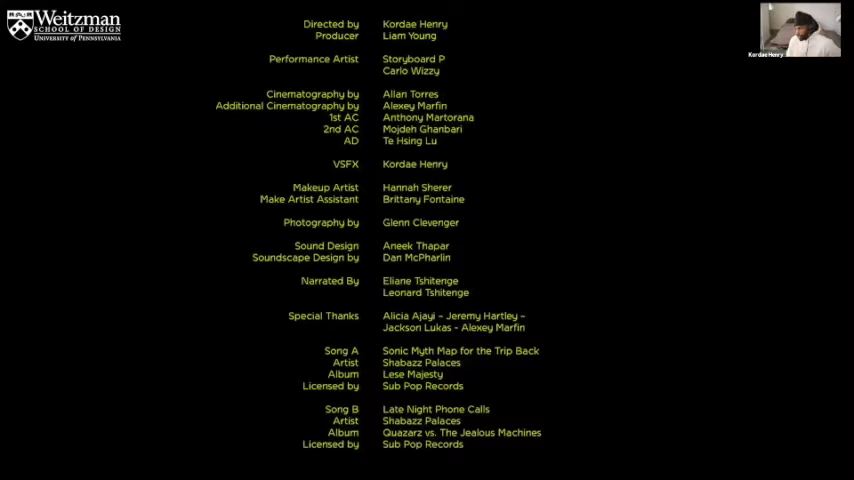 Weitzman
SCHOOL OF DESIGN
UNIVERSITY OF PENNSYLVANIA
Directed by Kordae Henry
Producer Liam Young
Performance Artist Storyboard P
Carlo Wizzy
Cinematography by Allan Torres
Additional Cinematography by Alexey Marfin
1st AC Anthony Martorana
2nd AC Mojdeh Ghanbari
AD Te Hsing Lu
VSFX Kordae Henry
Makeup Artist Hannah Sherer
Make Artist Assistant Brittany Fontaine
Photography by Glenn Clevenger
Sound Design Aneek Thapar
Soundscape Design by Dan McPharlin
Narrated By Eliane Tshitenge
Leonard Tshitenge
Special Thanks Alicia Ajayi - Jeremy Hartley -
Jackson Lukas - Alexey Marfin
Song A Sonic Myth Map for the Trip Back
Artist Shabazz Palaces
Album Lese Majesty
Licensed by Sub Pop Records
Song B Late Night Phone Calls
Artist Shabazz Palaces
Album Quazarz vs. The Jealous Machines
Licensed by Sub Pop Records
Kordae Henry